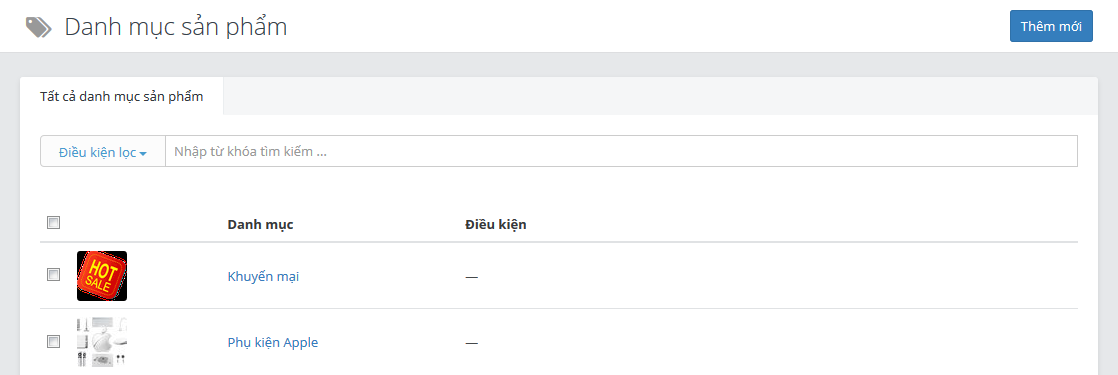 Danh mục sản phẩm
Thêm mới
Tất cả danh mục sản phẩm
Điều kiện lọc
Nhập từ khóa tìm kiếm ...
Danh mục
Điều kiện
HOT
SALE
Khuyến mại
—
Phụ kiện Apple
—